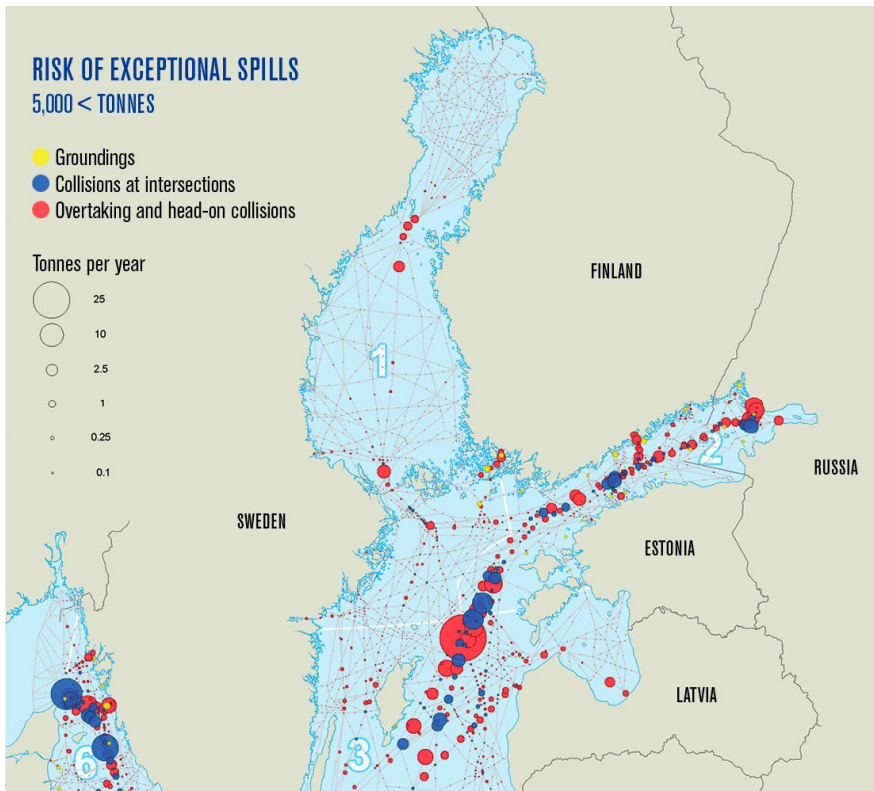 RISK OF EXCEPTIONAL SPILLS
5,000 < TONNES
Groundings
Collisions at intersections
Overtaking and head-on collisions
Tonnes per year
25
10
2.5
1
0.25
0.1
FINLAND
1
2
RUSSIA
SWEDEN
ESTONIA
LATVIA
3
6